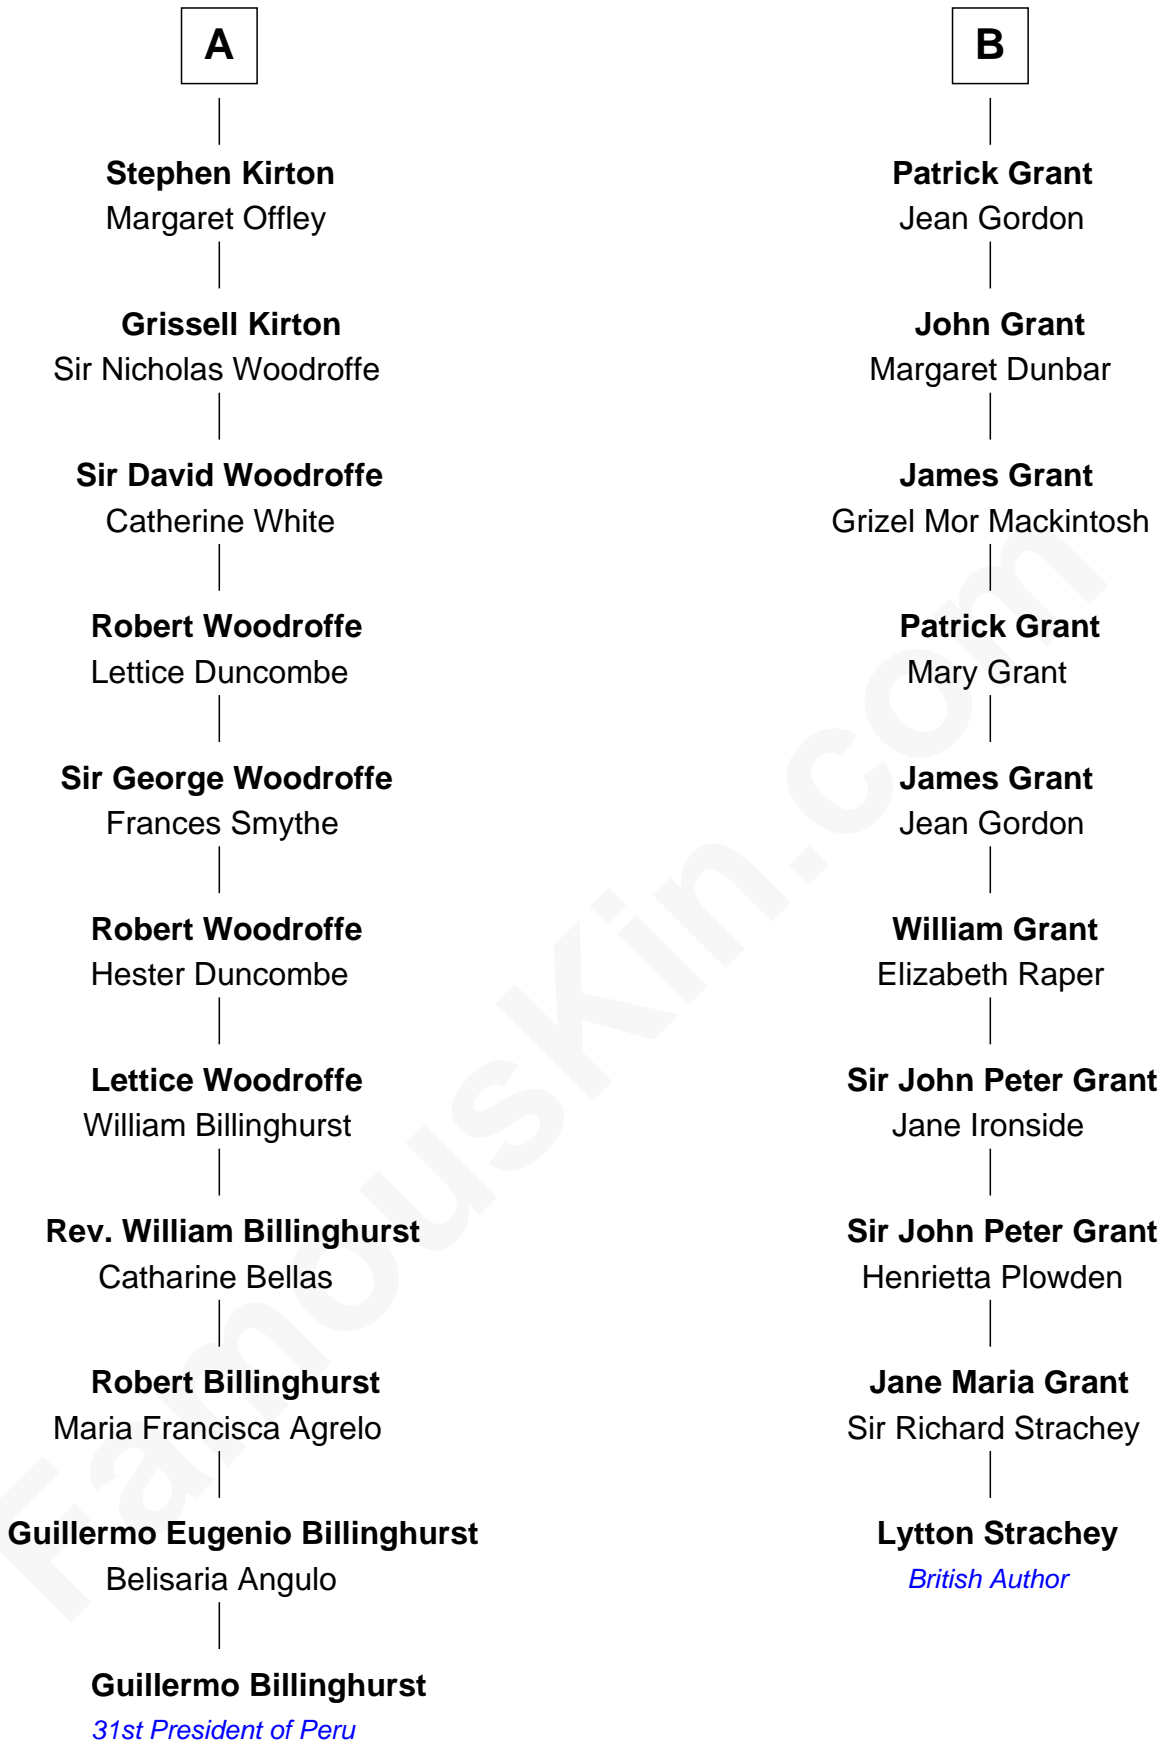 A
Stephen Kirton
Margaret Offley
Grissell Kirton
Sir Nicholas Woodroffe
Sir David Woodroffe
Catherine White
Robert Woodroffe
Lettice Duncombe
Sir George Woodroffe
Frances Smythe
Robert Woodroffe
Hester Duncombe
Lettice Woodroffe
William Billinghurst
Rev. William Billinghurst
Catharine Bellas
Robert Billinghurst
Maria Francisca Agrelo
Guillermo Eugenio Billinghurst
Belisaria Angulo
Guillermo Billinghurst
31st President of Peru
B
Patrick Grant
Jean Gordon
John Grant
Margaret Dunbar
James Grant
Grizel Mor Mackintosh
Patrick Grant
Mary Grant
James Grant
Jean Gordon
William Grant
Elizabeth Raper
Sir John Peter Grant
Jane Ironside
Sir John Peter Grant
Henrietta Plowden
Jane Maria Grant
Sir Richard Strachey
Lytton Strachey
British Author
FamousKin.com